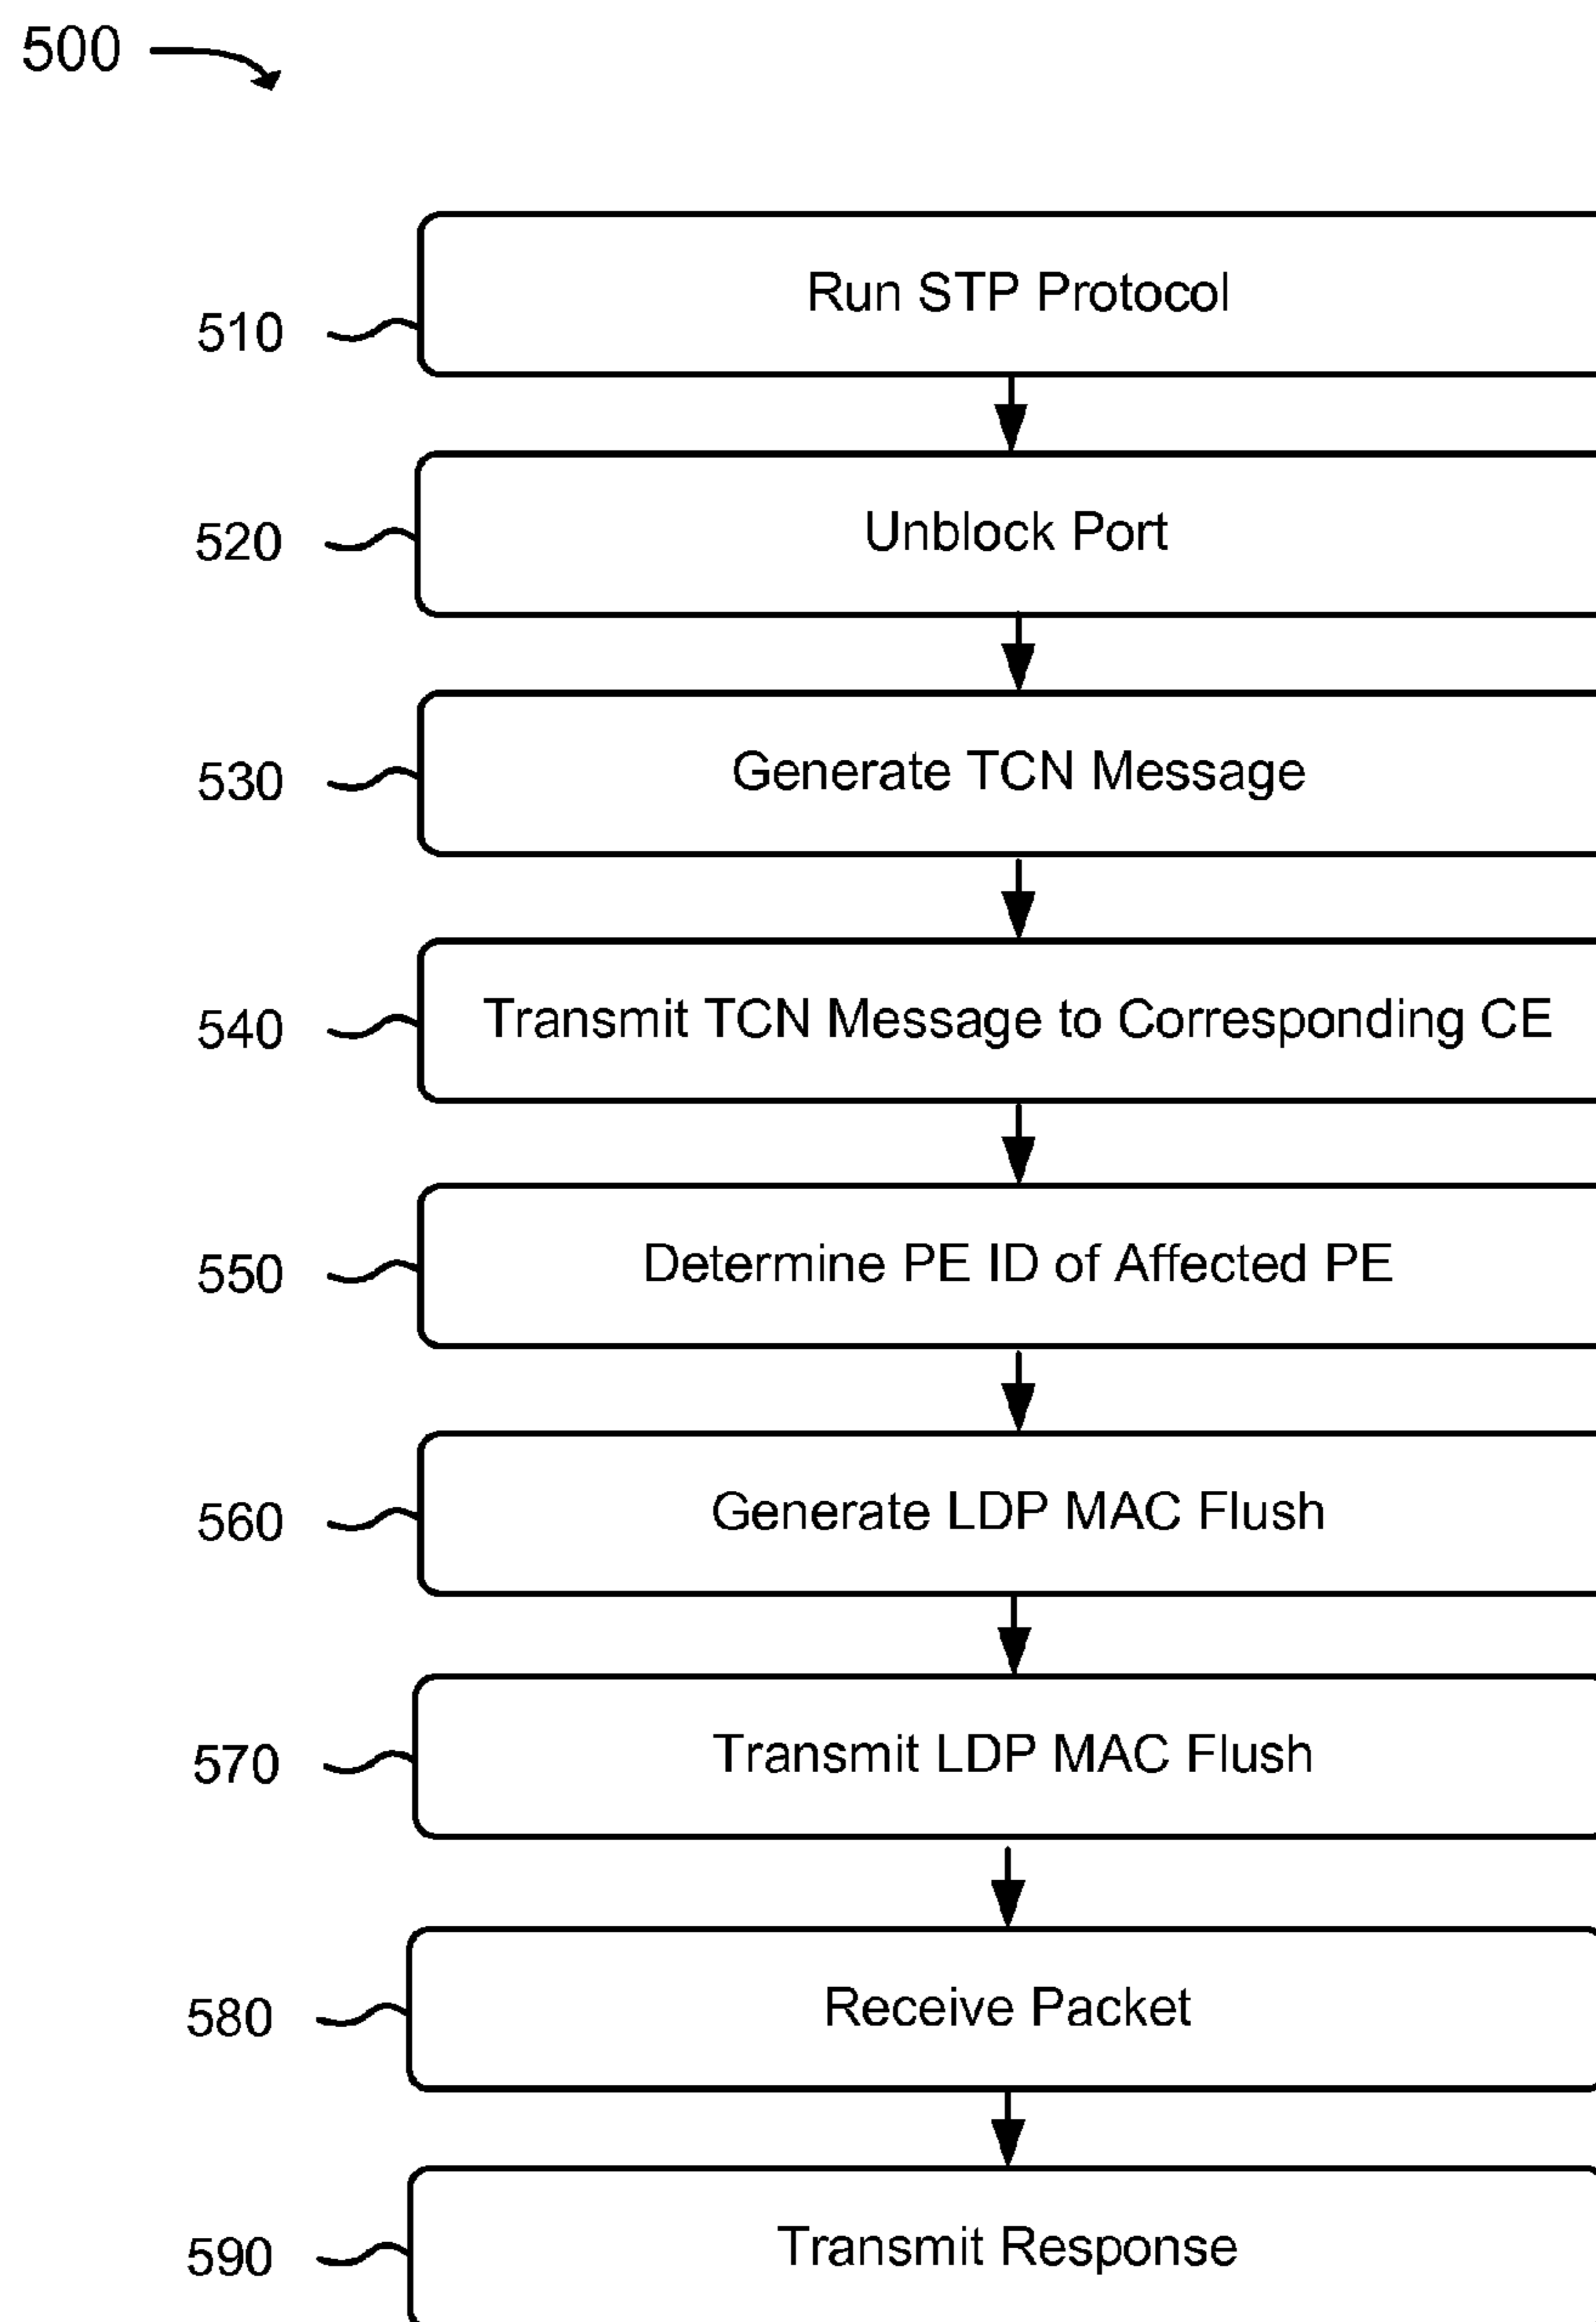 500
Run STP Protocol
510
Unblock Port
520
Generate TCN Message
530
Transmit TCN Message to Corresponding CE
540
Determine PE ID of Affected PE
550
Generate LDP MAC Flush
560
Transmit LDP MAC Flush
570
Receive Packet
580
Transmit Response
590